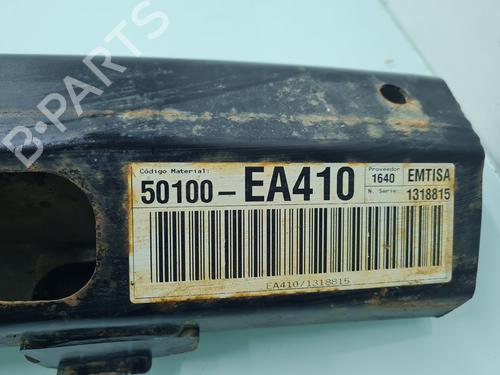 B-PARTS
Código Material: Proveedor
50100-EA410 1640 EMTISA
N. Serie: 1318815
EA410/1318815